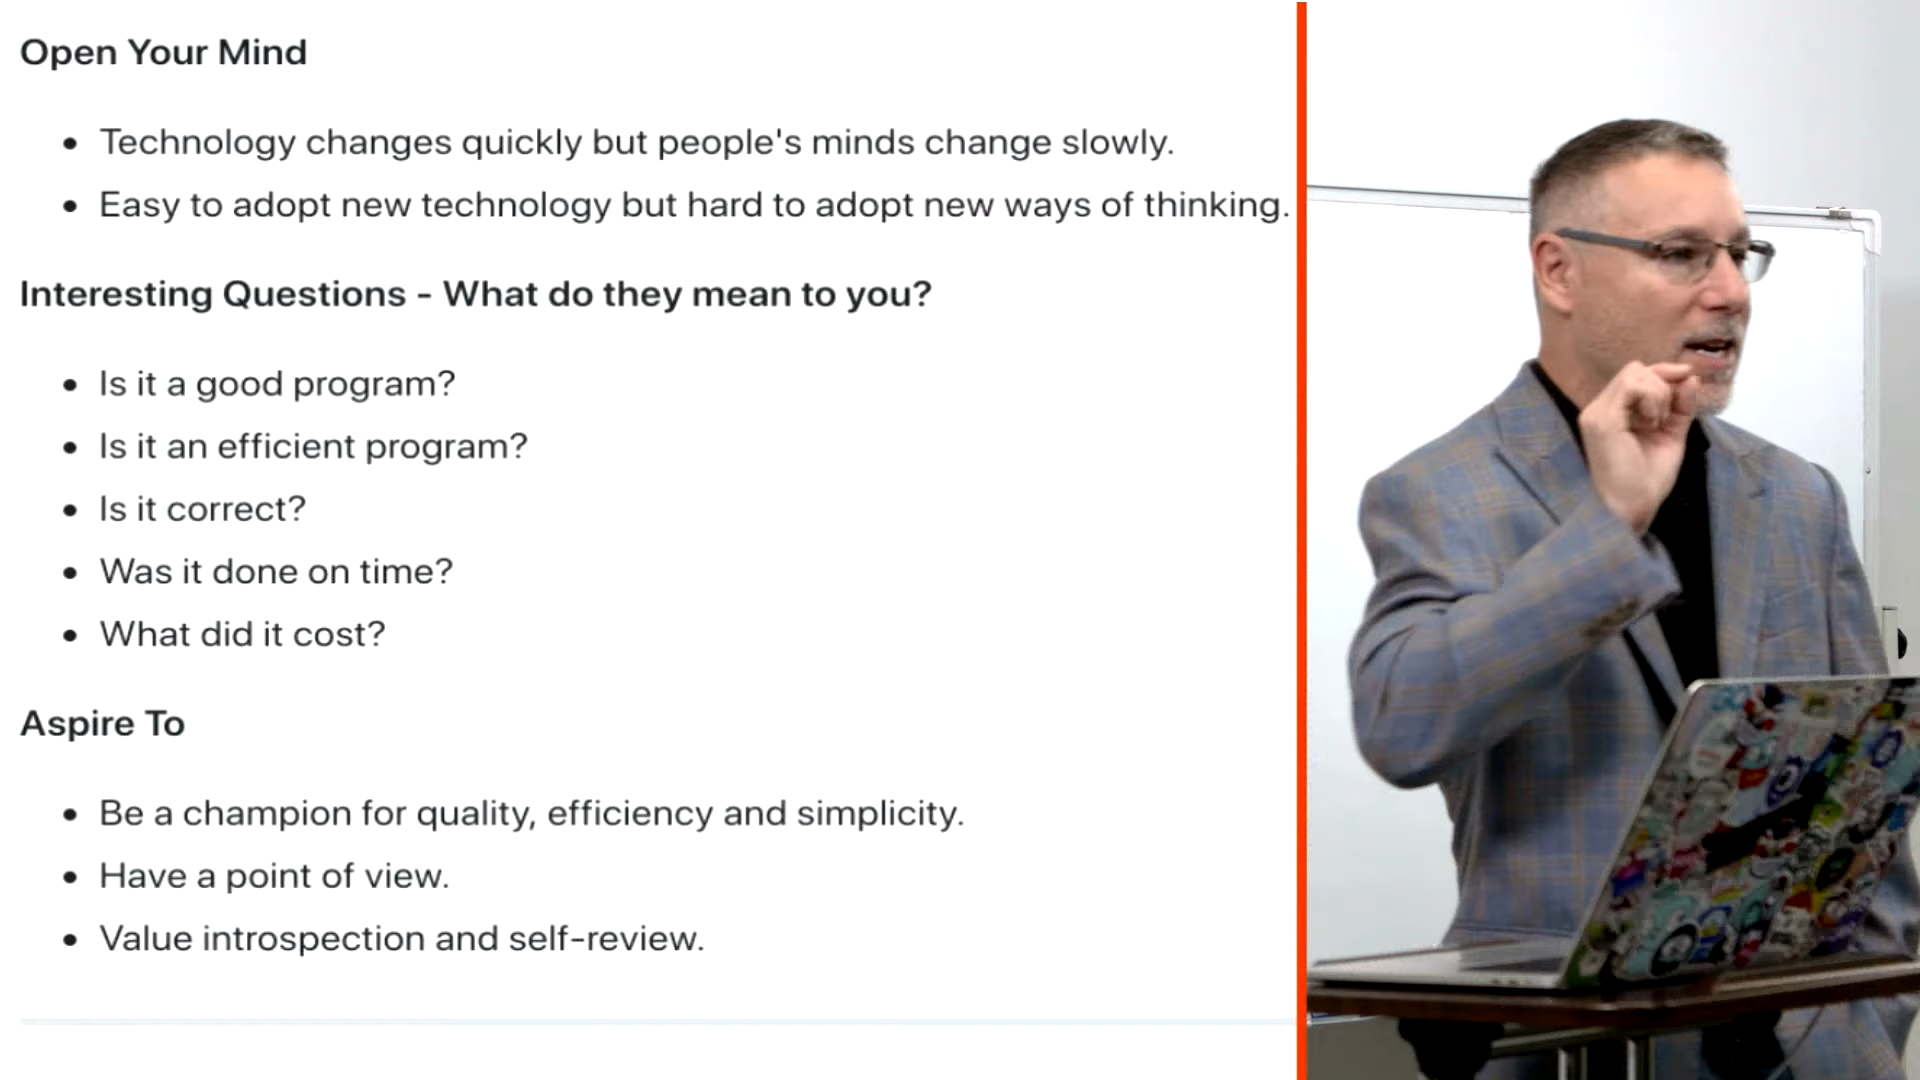 Open Your Mind
Technology changes quickly but people's minds change slowly.
Easy to adopt new technology but hard to adopt new ways of thinking.
Interesting Questions - What do they mean to you?
Is it a good program?
Is it an efficient program?
Is it correct?
Was it done on time?
What did it cost?
Aspire To
Be a champion for quality, efficiency and simplicity.
Have a point of view.
Value introspection and self-review.